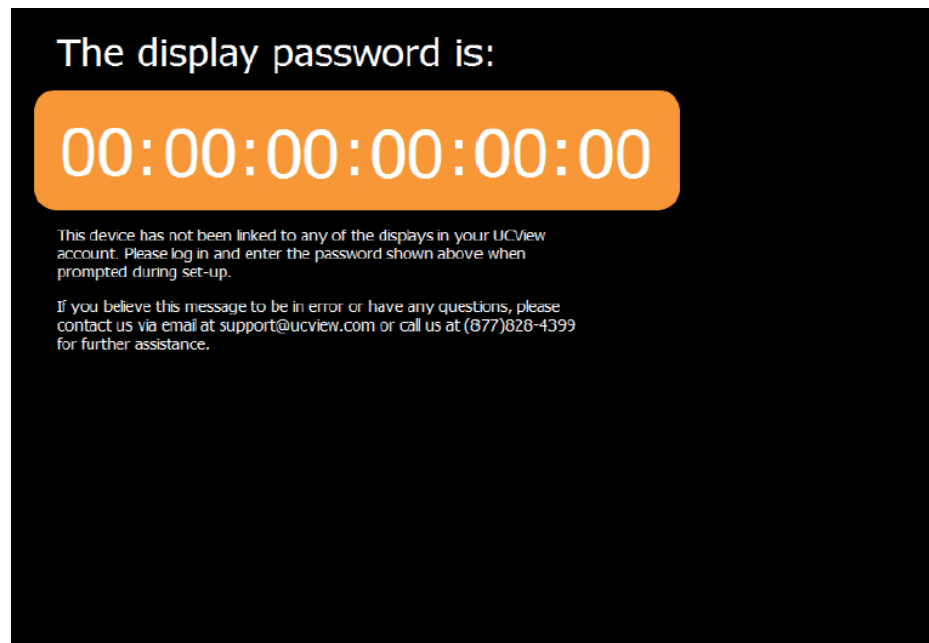 The display password is:
00:00:00:00:00:00
This device has not been linked to any of the displays in your UCView
account. Please log in and enter the password shown above when
prompted during set-up.
If you believe this message to be in error or have any questions, please
contact us via email at support@ucview.com or call us at (877)828-4399
for further assistance.